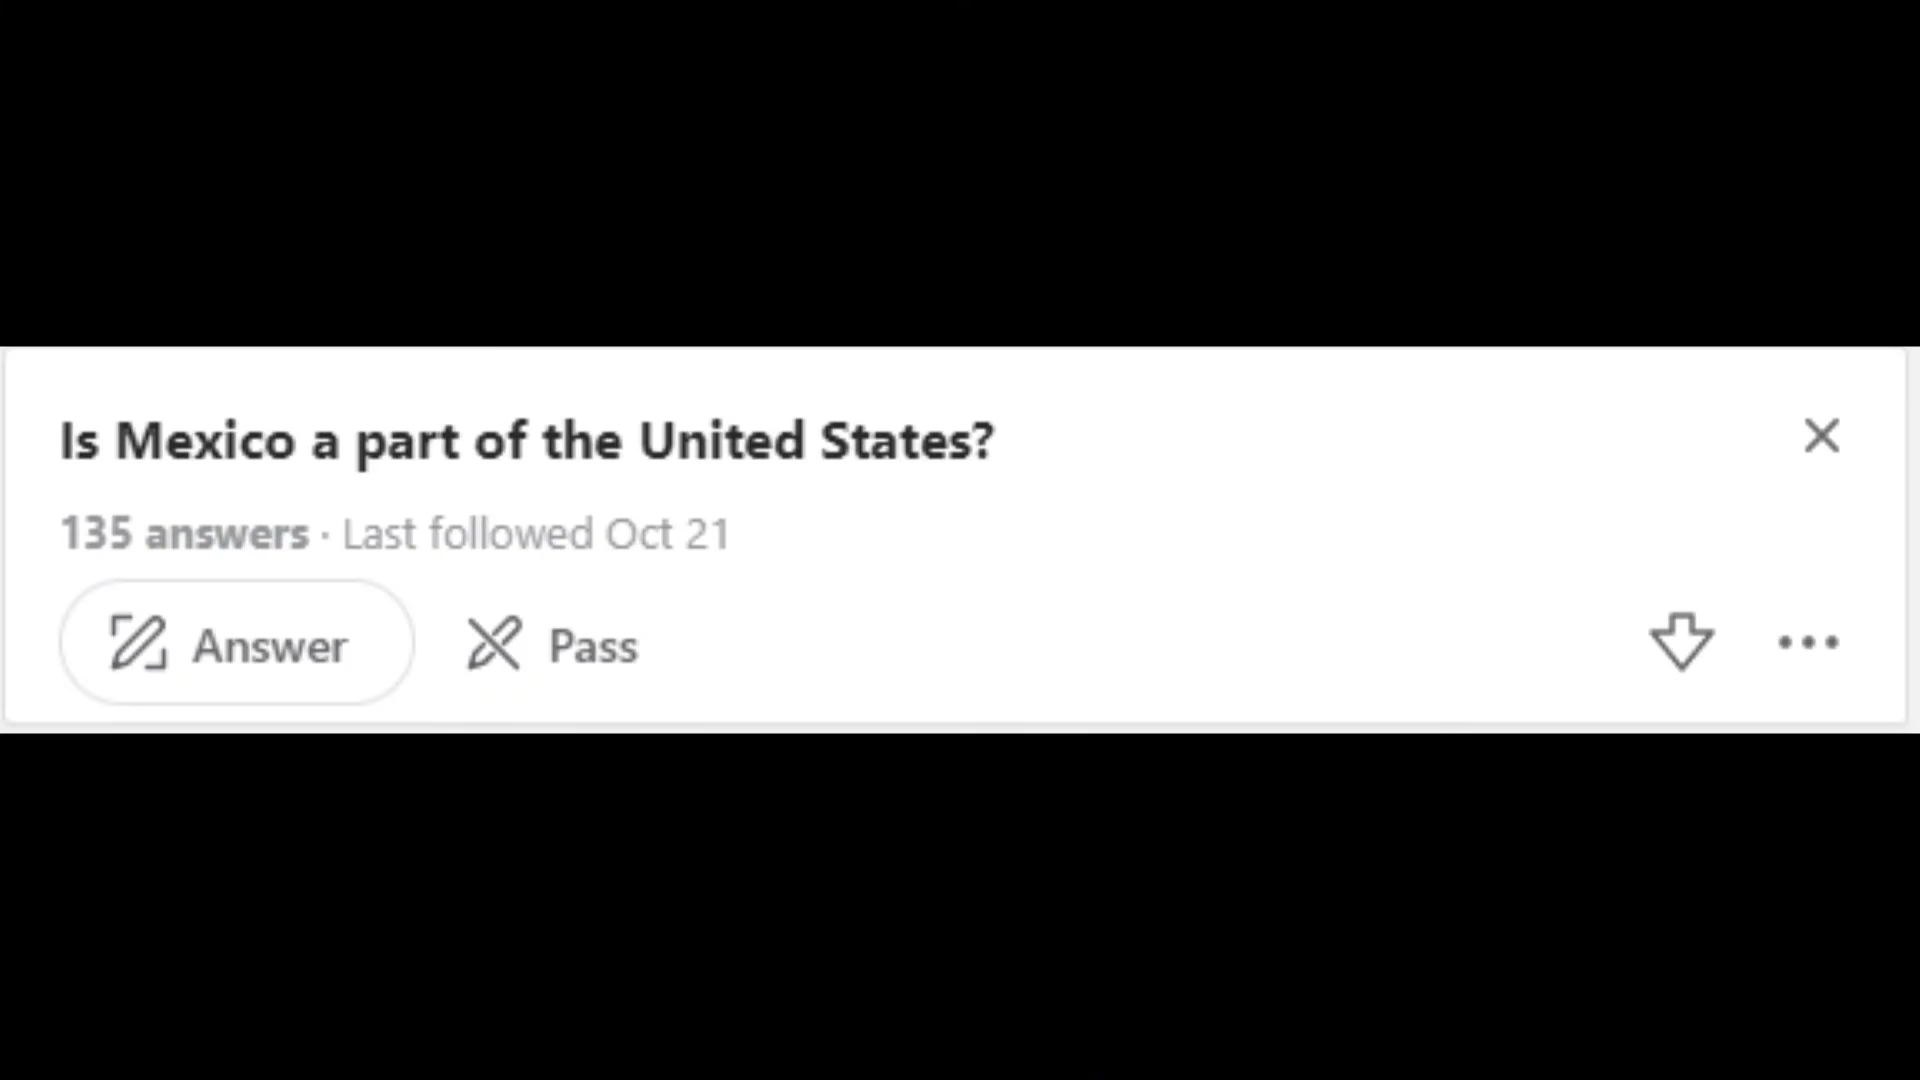 Is Mexico a part of the United States?
135 answers · Last followed Oct 21
Answer Pass